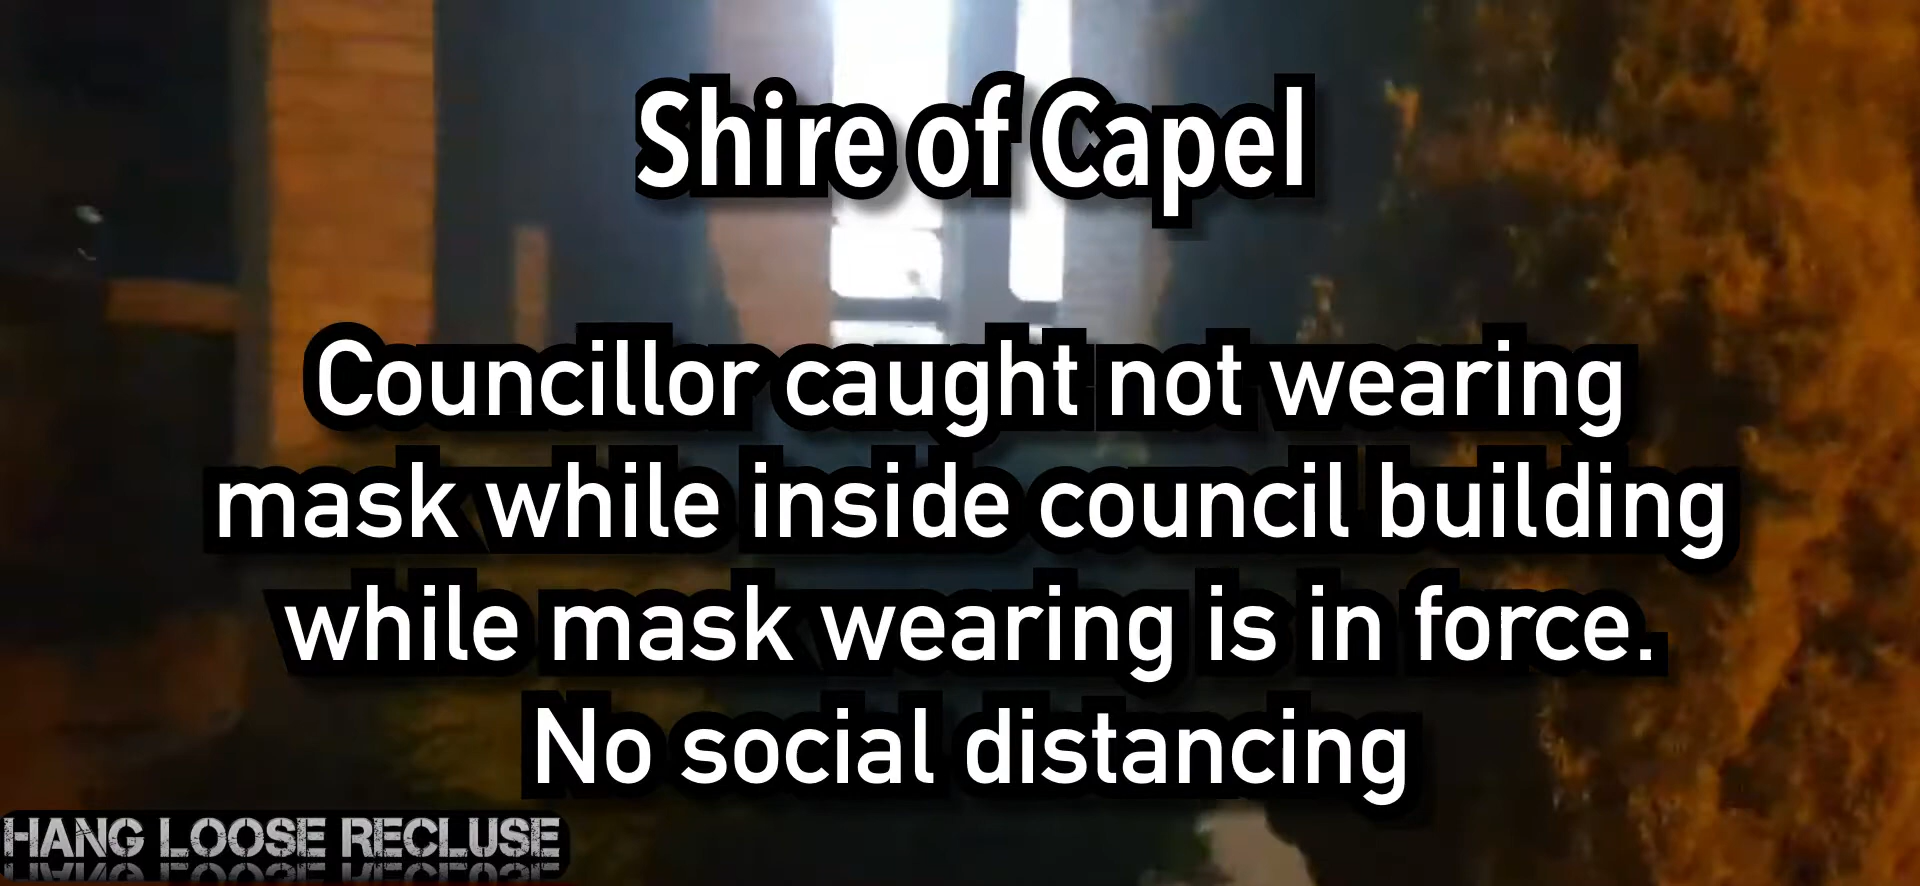 Shire of Capel
Councillor caught not wearing
mask while inside council building
while mask wearing is in force.
No social distancing
HANG LOOSE RECLUSE